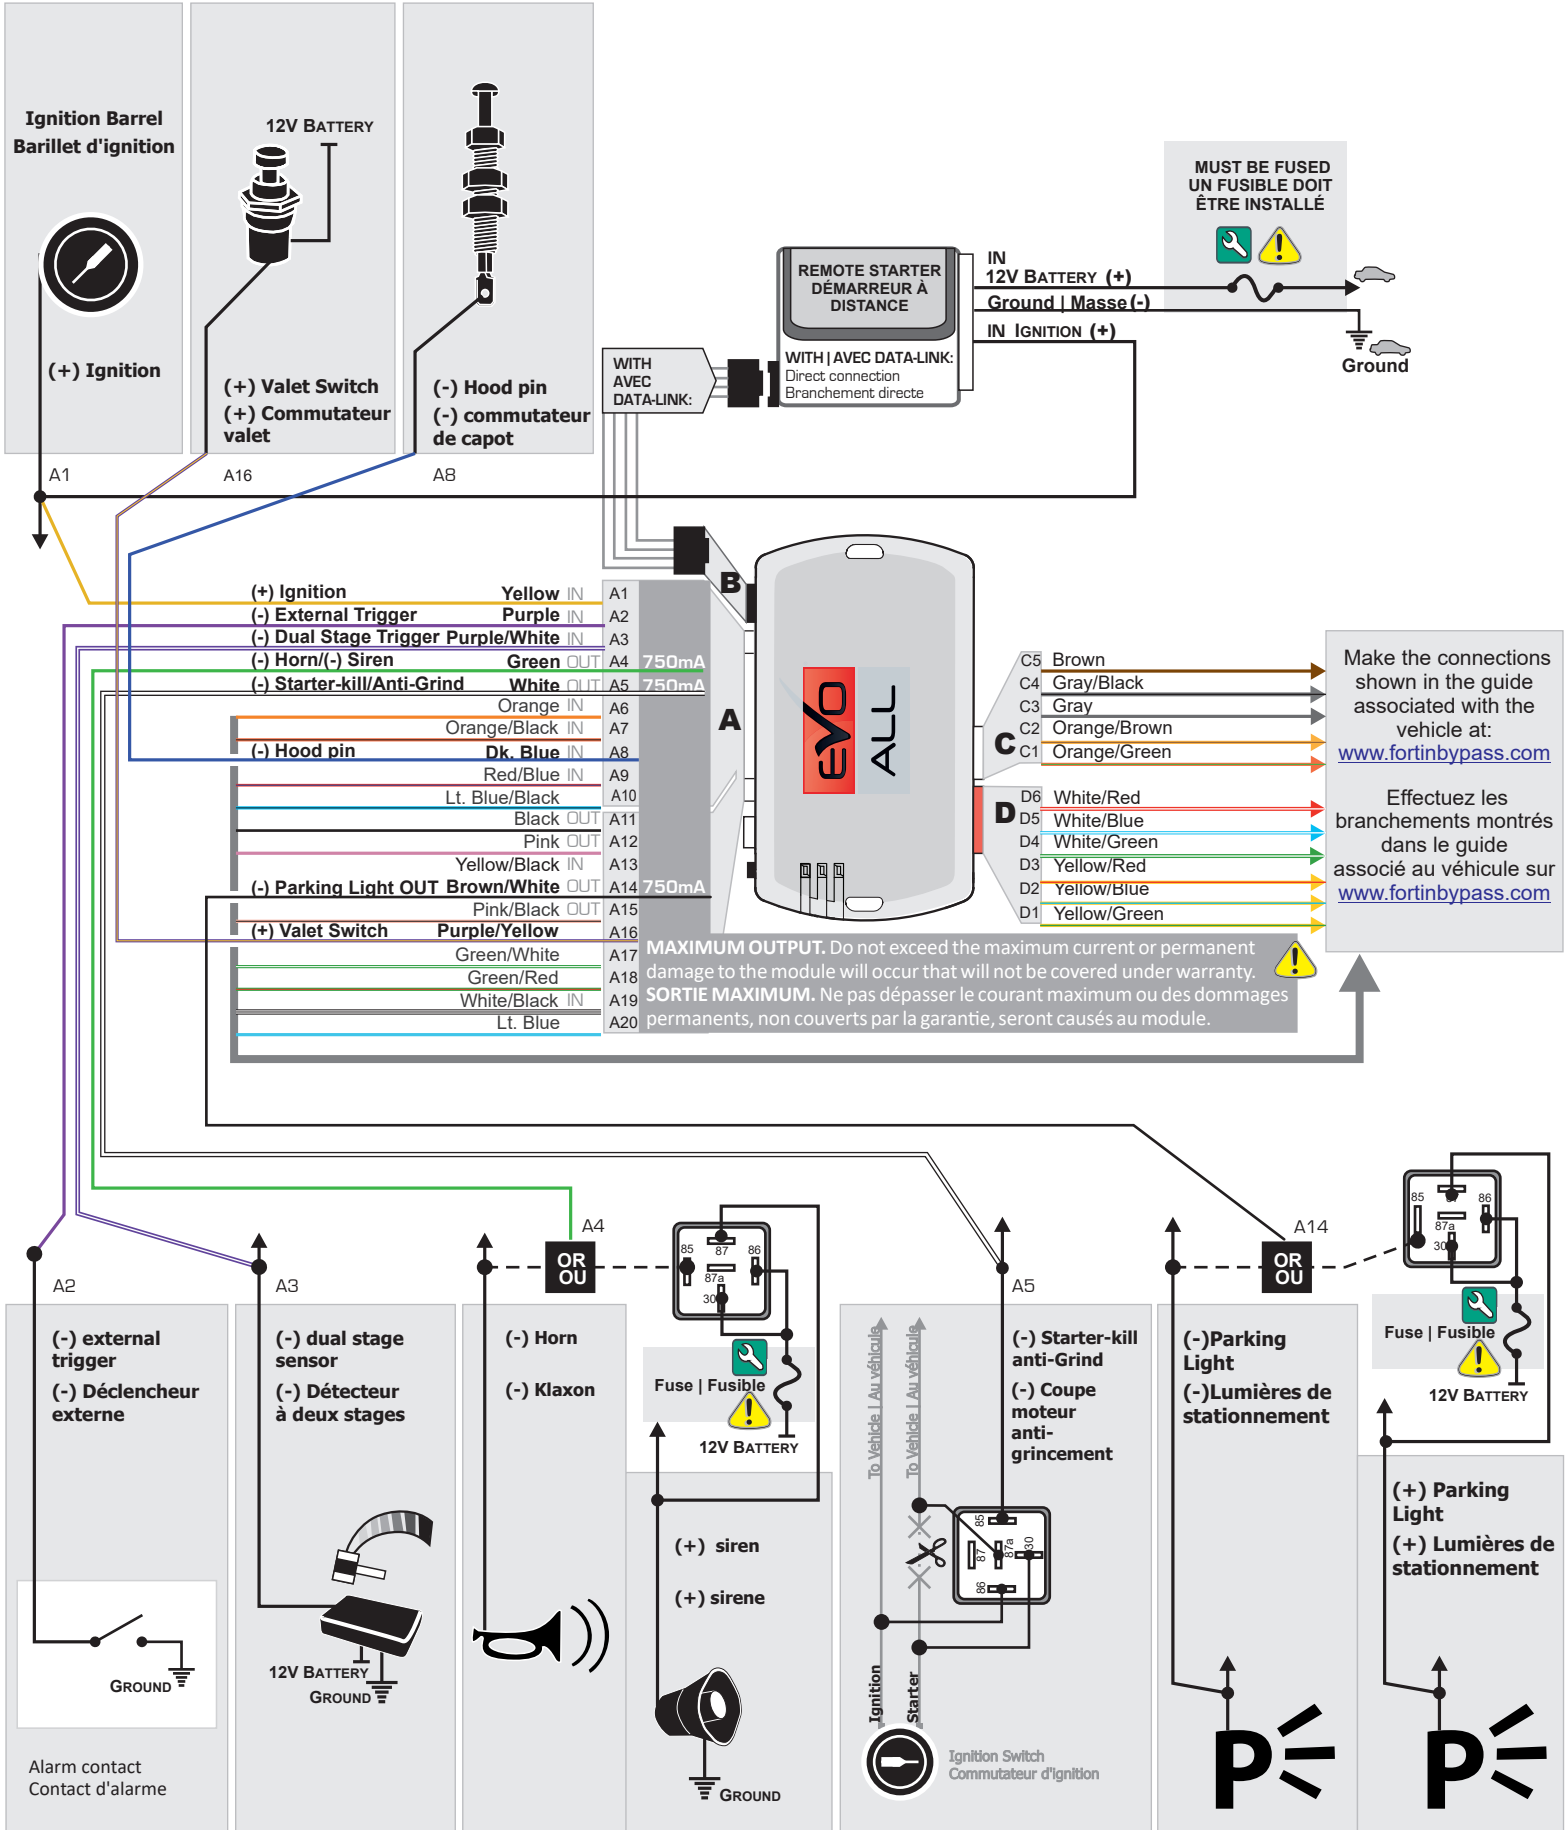 Ignition Barrel
Barillet d'ignition
(+) Ignition
A1
12V BATTERY
(+) Valet Switch
(+) Commutateur
valet
A16
(-) Hood pin
(-) commutateur
de capot
A8
MUST BE FUSED
UN FUSIBLE DOIT
ÊTRE INSTALLÉ
REMOTE STARTER
DÉMARREUR À
DISTANCE
WITH | AVEC DATA-LINK:
Direct connection
Branchement directe
IN
12V BATTERY (+)
Ground | Masse (-)
IN IGNITION (+)
Ground
WITH
AVEC
DATA-LINK:
B
A
C
D
EVO
ALL
(+) Ignition Yellow IN A1
(-) External Trigger Purple IN A2
(-) Dual Stage Trigger Purple/White IN A3
(-) Horn/(-) Siren Green OUT A4 750mA
(-) Starter-kill/Anti-Grind White OUT A5 750mA
Orange IN A6
Orange/Black IN A7
(-) Hood pin Dk. Blue IN A8
Red/Blue IN A9
Lt. Blue/Black A10
Black OUT A11
Pink OUT A12
Yellow/Black IN A13
(-) Parking Light OUT Brown/White OUT A14 750mA
Pink/Black OUT A15
(+) Valet Switch Purple/Yellow A16
Green/White A17
Green/Red A18
White/Black IN A19
Lt. Blue A20
C5 Brown
C4 Gray/Black
C3 Gray
C2 Orange/Brown
C1 Orange/Green
D6 White/Red
D5 White/Blue
D4 White/Green
D3 Yellow/Red
D2 Yellow/Blue
D1 Yellow/Green
Make the connections
shown in the guide
associated with the
vehicle at:
www.fortinbypass.com
Effectuez les
branchements montrés
dans le guide
associé au véhicule sur
www.fortinbypass.com
MAXIMUM OUTPUT. Do not exceed the maximum current or permanent
damage to the module will occur that will not be covered under warranty.
SORTIE MAXIMUM. Ne pas dépasser le courant maximum ou des dommages
permanents, non couverts par la garantie, seront causés au module.
A2
(-) external
trigger
(-) Déclencheur
externe
GROUND
Alarm contact
Contact d'alarme
A3
(-) dual stage
sensor
(-) Détecteur
à deux stages
12V BATTERY
GROUND
A4
OR
OU
(-) Horn
(-) Klaxon
85
87
86
87a
30
Fuse | Fusible
12V BATTERY
(+) siren
(+) sirene
GROUND
A5
To Vehicle | Au véhicule
To Vehicle | Au véhicule
(-) Starter-kill
anti-Grind
(-) Coupe
moteur
anti-
grincement
85
87
87a
30
86
Ignition
Starter
Ignition Switch
Commutateur d'ignition
A14
OR
OU
(-)Parking
Light
(-)Lumières de
stationnement
85
86
87a
30
Fuse | Fusible
12V BATTERY
(+) Parking
Light
(+) Lumières de
stationnement
P
P